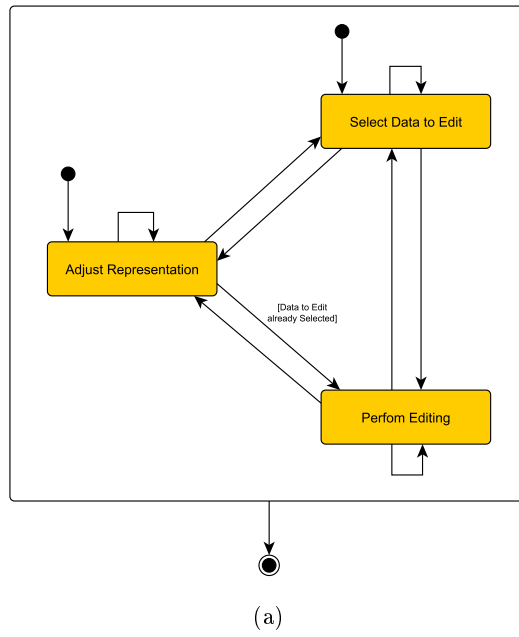 Select Data to Edit
Adjust Representation
[Data to Edit
already Selected]
Perfom Editing
(a)